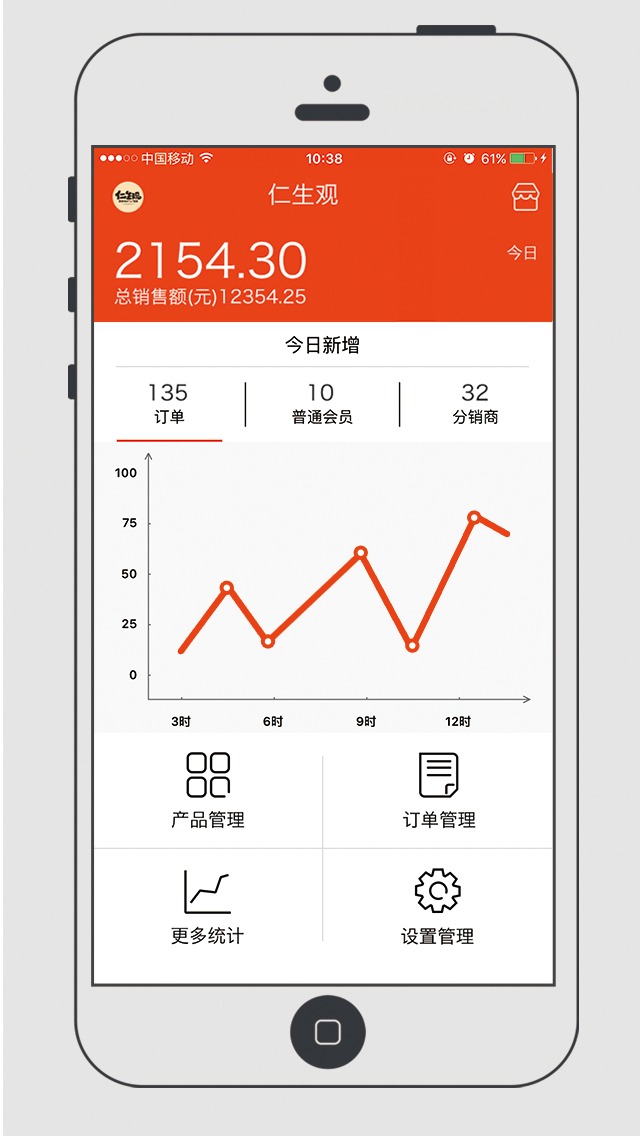 中国移动 10:38 61%
仁生观 仁生观
2154.30 今日
总销售额(元)12354.25
今日新增
135 10 32
订单 普通会员 分销商
100
75
50
25
0
3时 6时 9时 12时
产品管理 订单管理
更多统计 设置管理